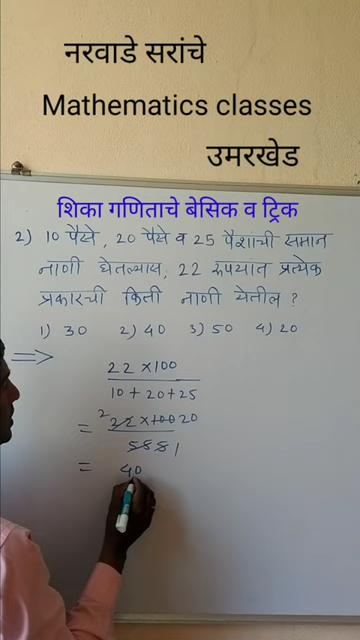 नरवाडे सरांचे
Mathematics classes
उमरखेड
शिका गणिताचे बेसिक व ट्रिक
2) 10 पैसे, 20 पैसे व 25 पैशाची समान
नाणी घेतल्यास, 22 रुपयात प्रत्येक
प्रकारची किती नाणी येतील ?
1) 30 2) 40 3) 50 4) 20
⟹
22 × 100
10 + 20 + 25
= 2 22 × 100 20
55 5 1
= 40